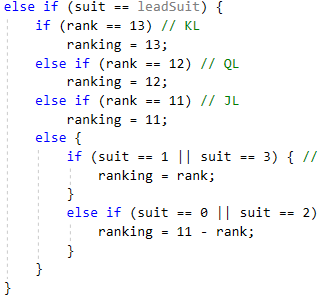 else if (suit == leadSuit) {
if (rank == 13) // KL
ranking = 13;
else if (rank == 12) // QL
ranking = 12;
else if (rank == 11) // JL
ranking = 11;
else {
if (suit == 1 || suit == 3) { //
ranking = rank;
}
else if (suit == 0 || suit == 2)
ranking = 11 - rank;
}
}
}